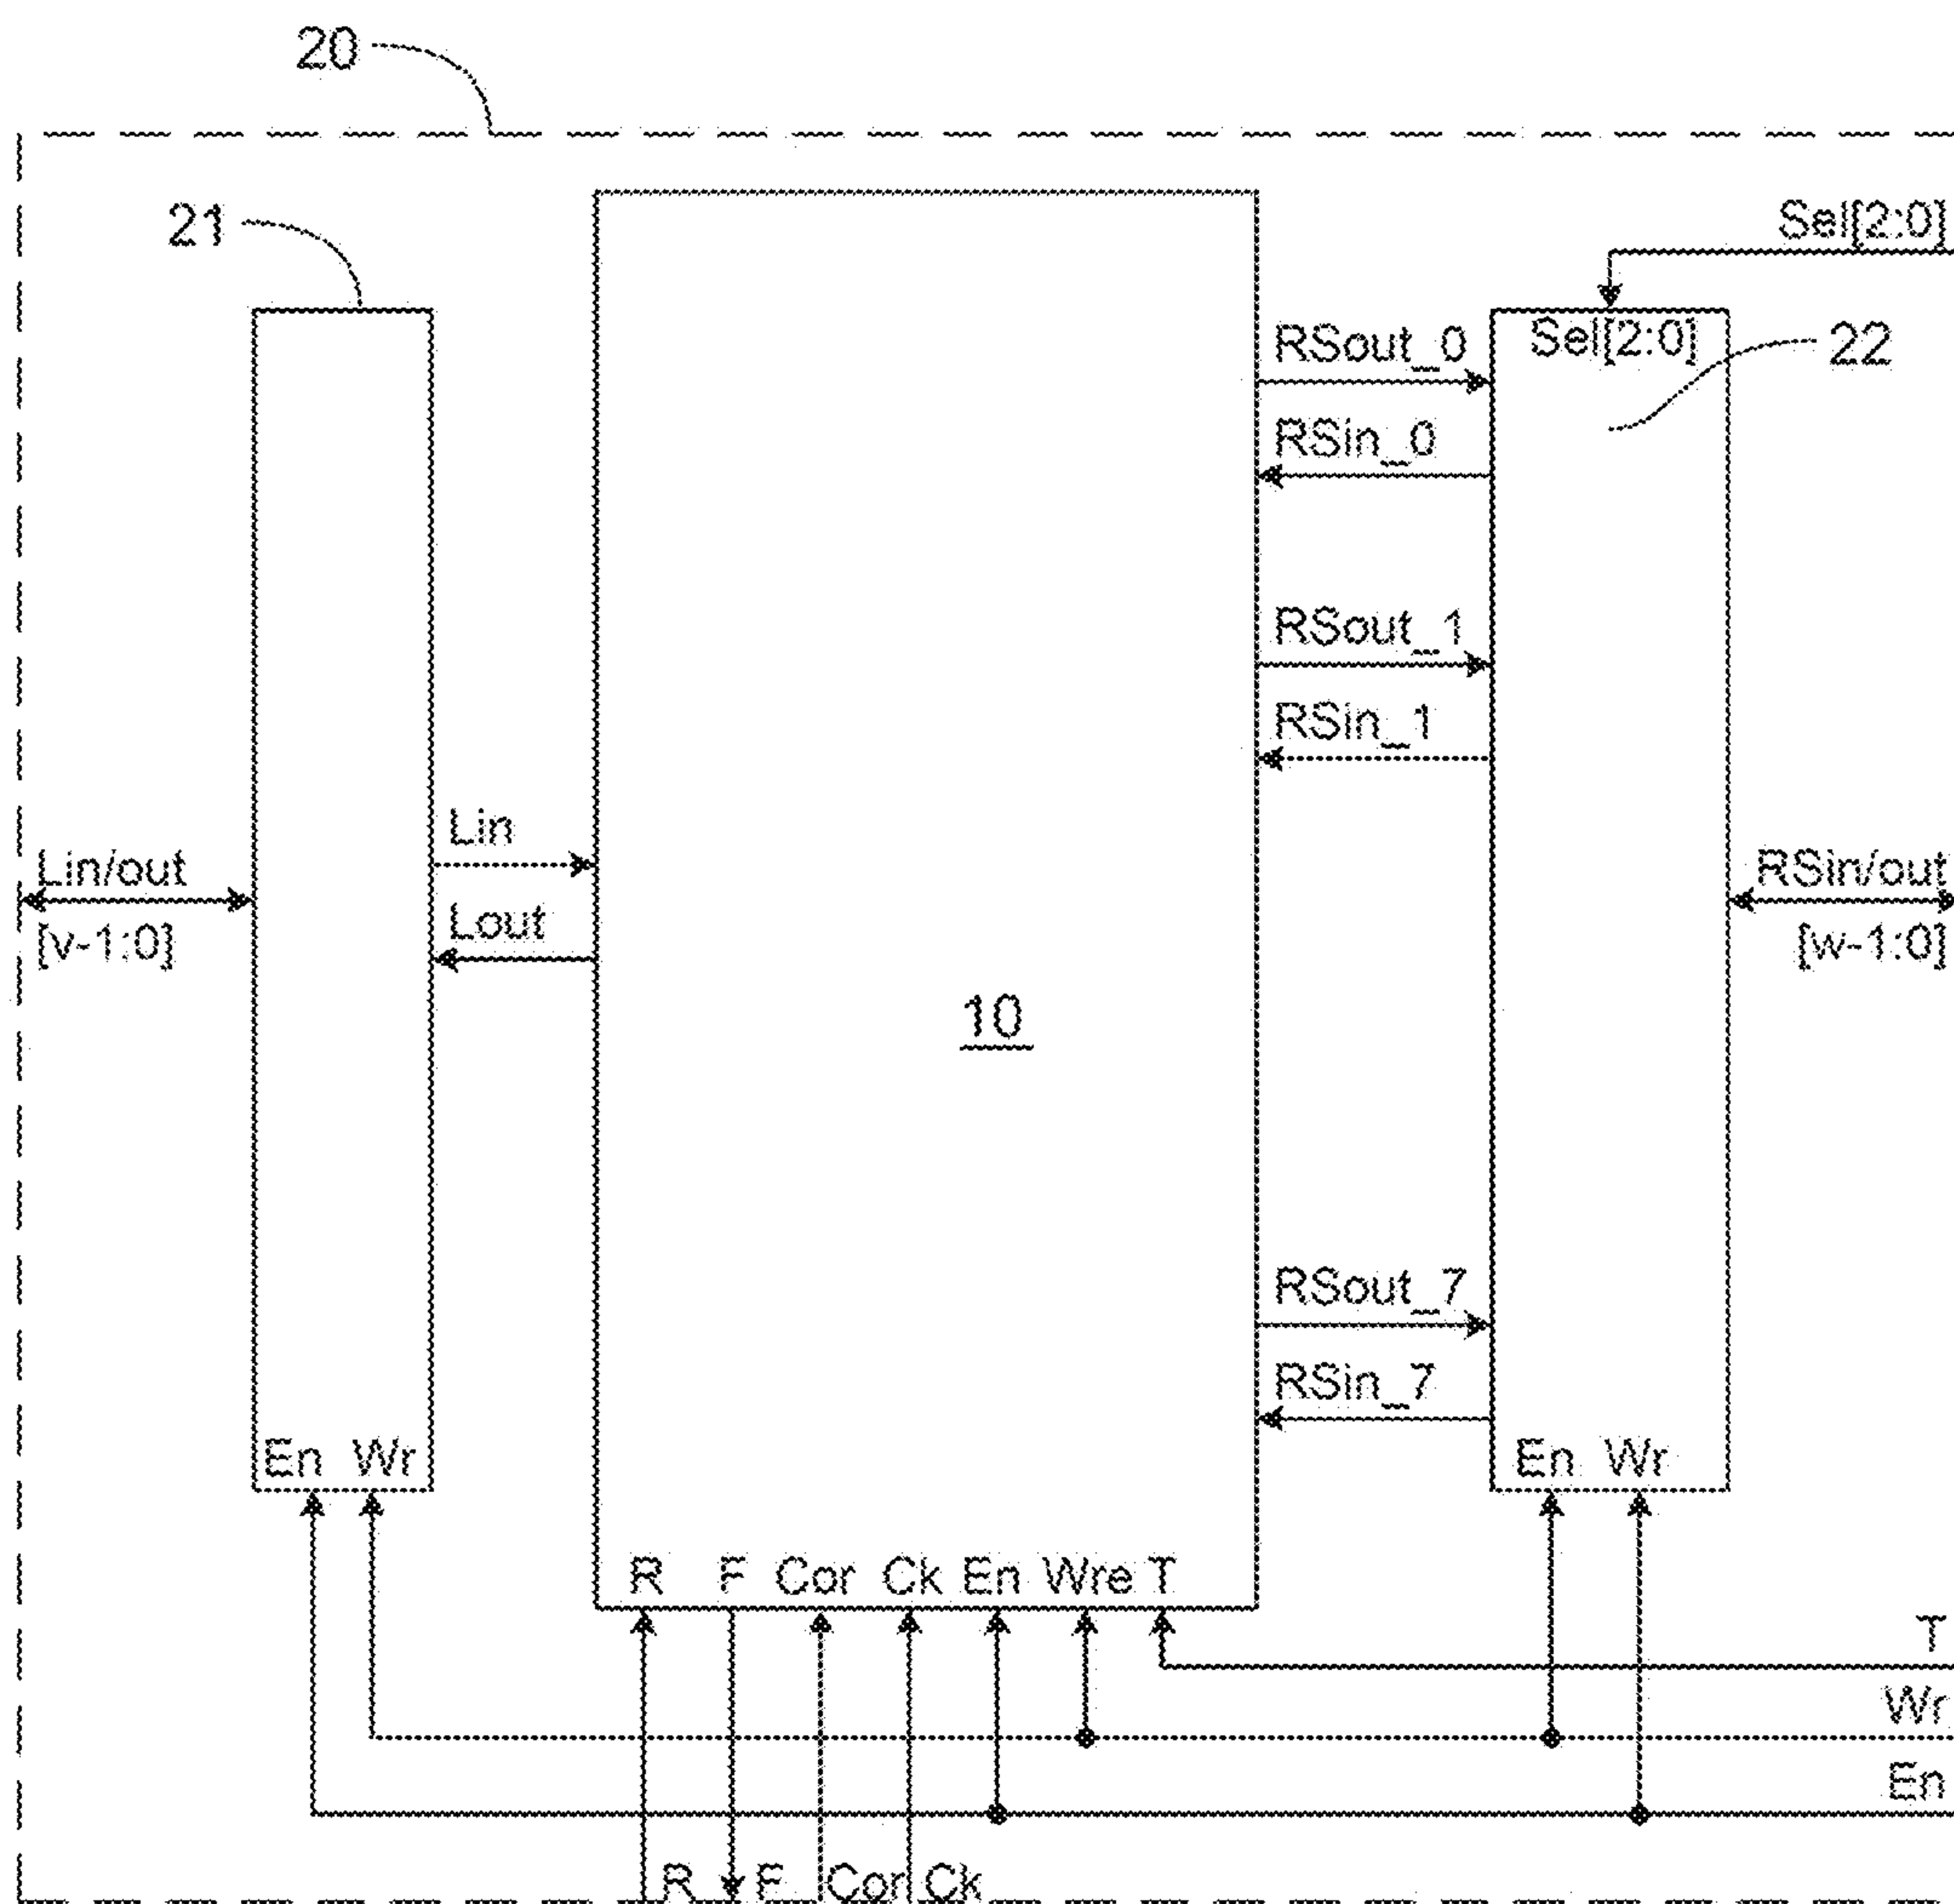 20
21
Sel[2:0]
Sel[2:0]
22
RSout_0
RSin_0
RSout_1
RSin_1
Lin
Lin/out
RSin/out
Lout
[v-1:0]
[w-1:0]
10
RSout_7
RSin_7
En Wr
En Wr
R F Cor Ck En Wre T
T
Wr
En
R F Cor Ck